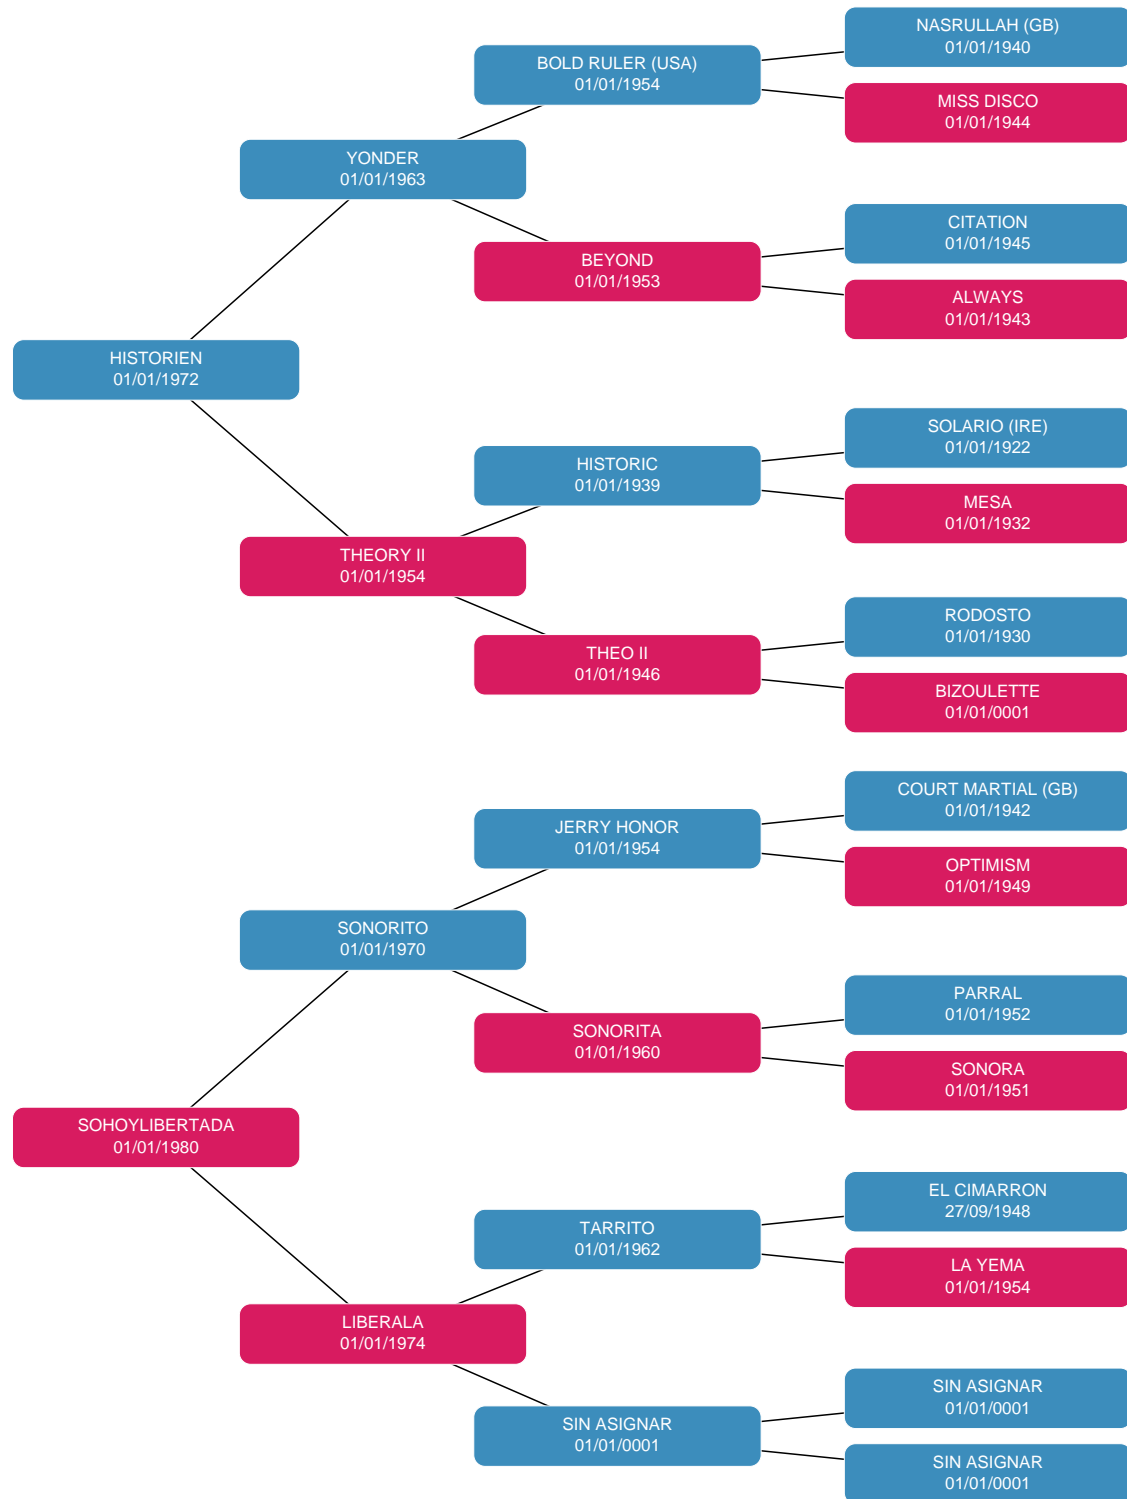 NASRULLAH (GB)
01/01/1940
BOLD RULER (USA)
01/01/1954
MISS DISCO
01/01/1944
YONDER
01/01/1963
CITATION
01/01/1945
BEYOND
01/01/1953
ALWAYS
01/01/1943
HISTORIEN
01/01/1972
SOLARIO (IRE)
01/01/1922
HISTORIC
01/01/1939
MESA
01/01/1932
THEORY II
01/01/1954
RODOSTO
01/01/1930
THEO II
01/01/1946
BIZOULETTE
01/01/0001
COURT MARTIAL (GB)
01/01/1942
JERRY HONOR
01/01/1954
OPTIMISM
01/01/1949
SONORITO
01/01/1970
PARRAL
01/01/1952
SONORITA
01/01/1960
SONORA
01/01/1951
SOHOYLIBERTADA
01/01/1980
EL CIMARRON
27/09/1948
TARRITO
01/01/1962
LA YEMA
01/01/1954
LIBERALA
01/01/1974
SIN ASIGNAR
01/01/0001
SIN ASIGNAR
01/01/0001
SIN ASIGNAR
01/01/0001